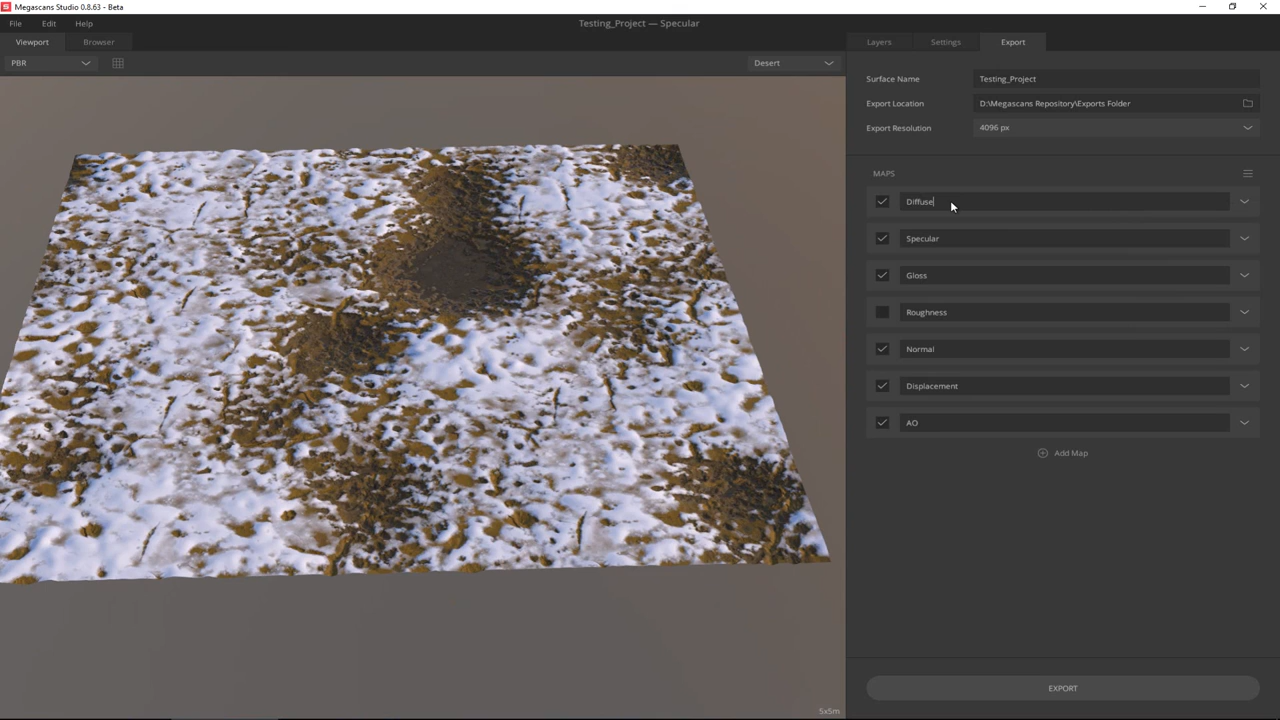 Megascans Studio 0.8.63 - Beta
File Edit Help
Testing_Project — Specular
Viewport Browser
Layers Settings Export
PBR
Desert
Surface Name Testing_Project
Export Location D:\Megascans Repository\Exports Folder
Export Resolution 4096 px
MAPS
Diffuse
Specular
Gloss
Roughness
Normal
Displacement
AO
Add Map
EXPORT
5x5m